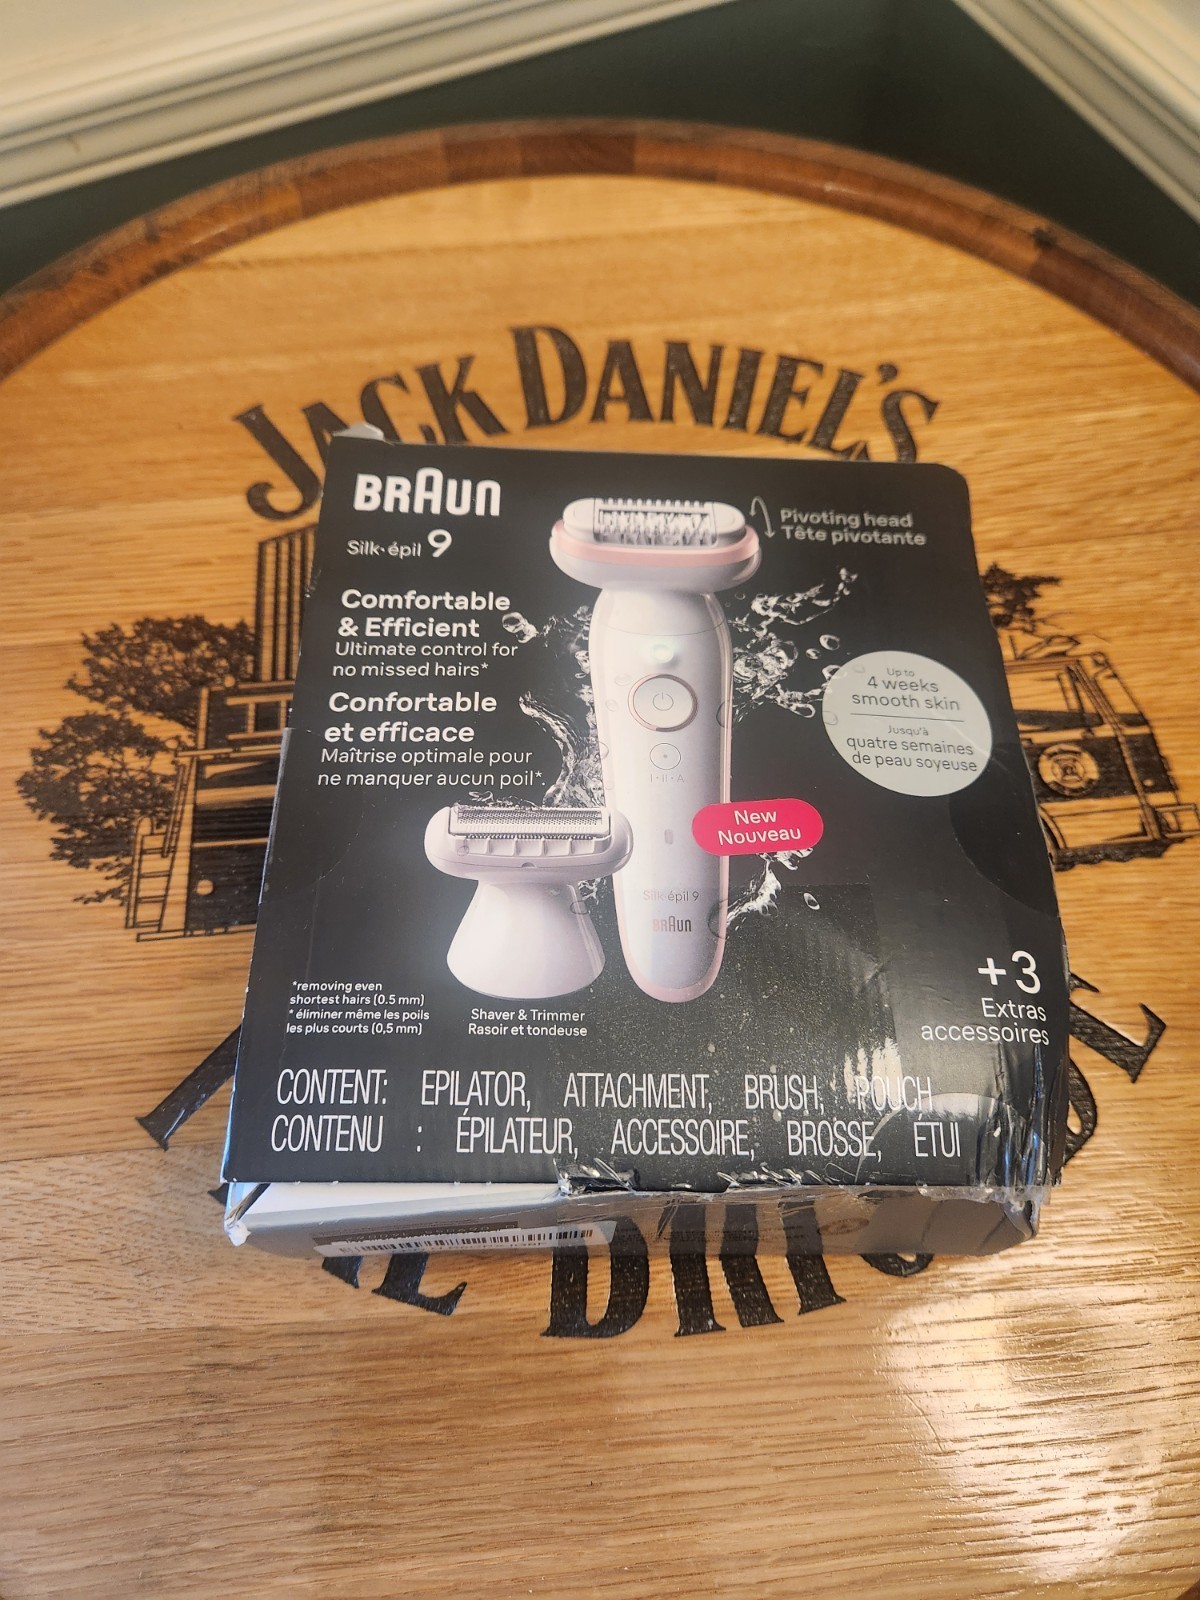 JACK DANIEL'S
BRAUN
Silk·épil 9
Pivoting head
Tête pivotante
Comfortable
& Efficient
Ultimate control for
no missed hairs*
Confortable
et efficace
Maîtrise optimale pour
ne manquer aucun poil*.
Up to
4 weeks
smooth skin
Jusqu'à
quatre semaines
de peau soyeuse
I·II·A
New
Nouveau
Silk·épil 9
BRAUN
*removing even
shortest hairs (0.5 mm)
* éliminer même les poils
les plus courts (0,5 mm)
Shaver & Trimmer
Rasoir et tondeuse
+3
Extras
accessoires
CONTENT: EPILATOR, ATTACHMENT, BRUSH, POUCH
CONTENU : ÉPILATEUR, ACCESSOIRE, BROSSE, ÉTUI